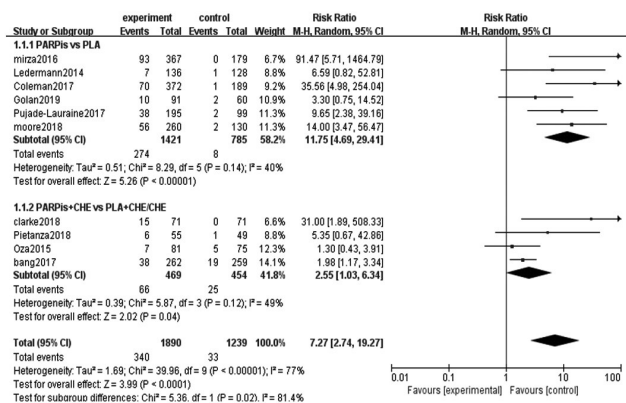 experiment control Risk Ratio Risk Ratio
Study or Subgroup Events Total Events Total Weight M-H, Random, 95% CI M-H, Random, 95% CI
1.1.1 PARPis vs PLA
mirza2016 93 367 0 179 6.7% 91.47 [5.71, 1464.79]
Ledermann2014 7 136 1 128 8.8% 6.59 [0.82, 52.81]
Coleman2017 70 372 1 189 9.1% 35.56 [4.98, 254.04]
Golan2019 10 91 2 60 11.0% 3.30 [0.75, 14.52]
Pujade-Lauraine2017 38 195 2 99 11.3% 9.65 [2.38, 39.16]
moore2018 56 260 2 130 11.3% 14.00 [3.47, 56.47]
Subtotal (95% CI) 1421 785 58.2% 11.75 [4.69, 29.41]
Total events 274 8
Heterogeneity: Tau² = 0.51; Chi² = 8.29, df = 5 (P = 0.14); I² = 40%
Test for overall effect: Z = 5.26 (P < 0.00001)
1.1.2 PARPis+CHE vs PLA+CHE/CHE
clarke2018 15 71 0 71 6.6% 31.00 [1.89, 508.33]
Pietanza2018 6 55 1 49 8.7% 5.35 [0.67, 42.86]
Oza2015 7 81 5 75 12.5% 1.30 [0.43, 3.91]
bang2017 38 262 19 259 14.1% 1.98 [1.17, 3.34]
Subtotal (95% CI) 469 454 41.8% 2.55 [1.03, 6.34]
Total events 66 25
Heterogeneity: Tau² = 0.39; Chi² = 5.87, df = 3 (P = 0.12); I² = 49%
Test for overall effect: Z = 2.02 (P = 0.04)
Total (95% CI) 1890 1239 100.0% 7.27 [2.74, 19.27]
Total events 340 33
Heterogeneity: Tau² = 1.69; Chi² = 39.96, df = 9 (P < 0.00001); I² = 77%
Test for overall effect: Z = 3.99 (P < 0.0001)
Test for subgroup differences: Chi² = 5.36, df = 1 (P = 0.02), I² = 81.4%
0.01 0.1 1 10 100
Favours [experimental] Favours [control]